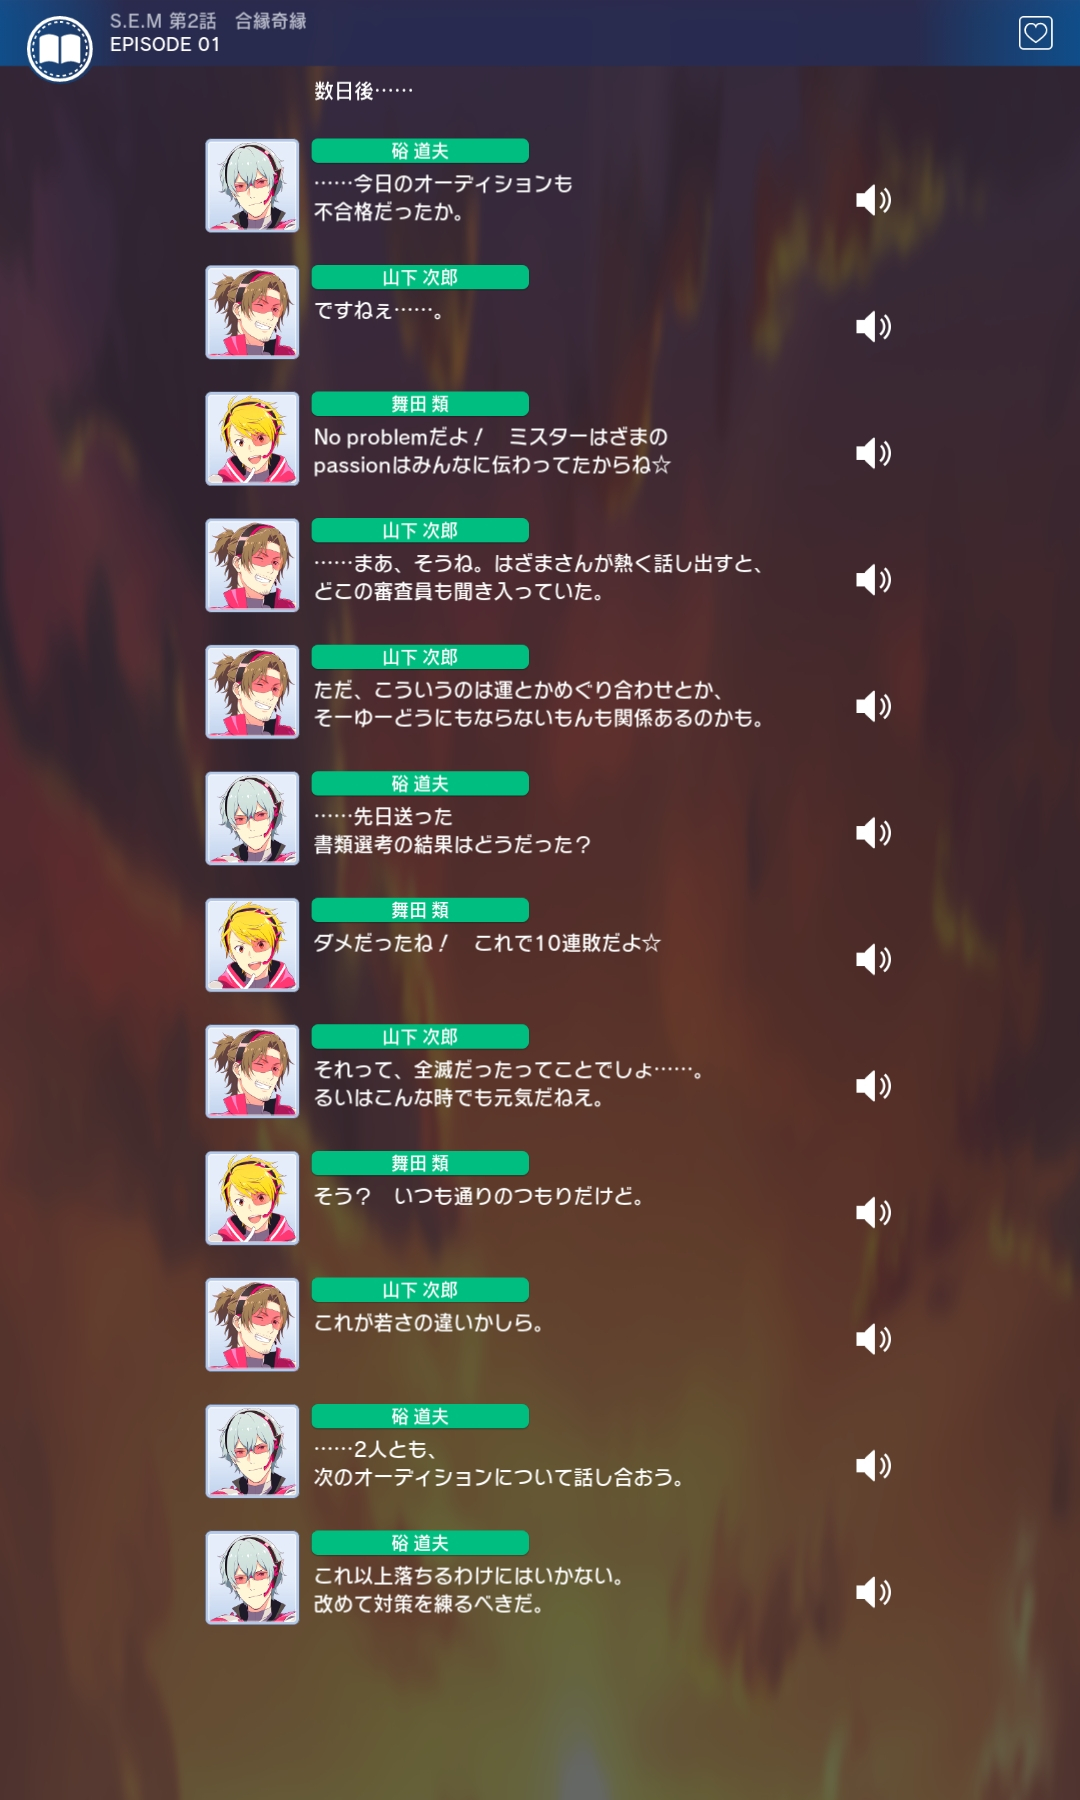 S.E.M 第2話　合縁奇縁
EPISODE 01
数日後……
硲 道夫
……今日のオーディションも
不合格だったか。
山下 次郎
ですねぇ……。
舞田 類
No problemだよ！　ミスターはざまの
passionはみんなに伝わってたからね☆
山下 次郎
……まあ、そうね。はざまさんが熱く話し出すと、
どこの審査員も聞き入っていた。
山下 次郎
ただ、こういうのは運とかめぐり合わせとか、
そーゆーどうにもならないもんも関係あるのかも。
硲 道夫
……先日送った
書類選考の結果はどうだった？
舞田 類
ダメだったね！　これで10連敗だよ☆
山下 次郎
それって、全滅だったってことでしょ……。
るいはこんな時でも元気だねえ。
舞田 類
そう？　いつも通りのつもりだけど。
山下 次郎
これが若さの違いかしら。
硲 道夫
……2人とも、
次のオーディションについて話し合おう。
硲 道夫
これ以上落ちるわけにはいかない。
改めて対策を練るべきだ。